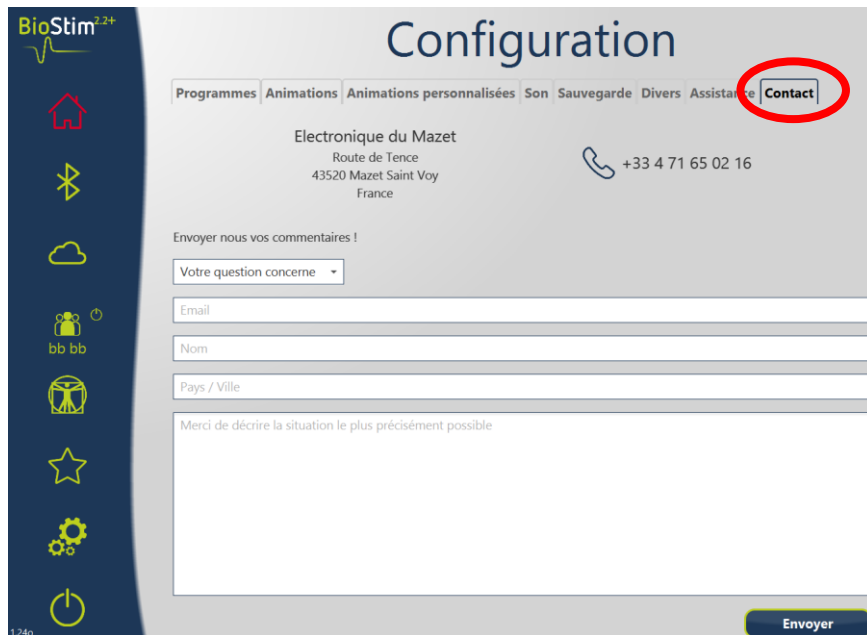 BioStim2.2+
Configuration
Programmes Animations Animations personnalisées Son Sauvegarde Divers Assistance Contact
Electronique du Mazet
Route de Tence
43520 Mazet Saint Voy
France
+33 4 71 65 02 16
Envoyer nous vos commentaires !
Votre question concerne
Email
Nom
Pays / Ville
Merci de décrire la situation le plus précisément possible
bb bb
Envoyer